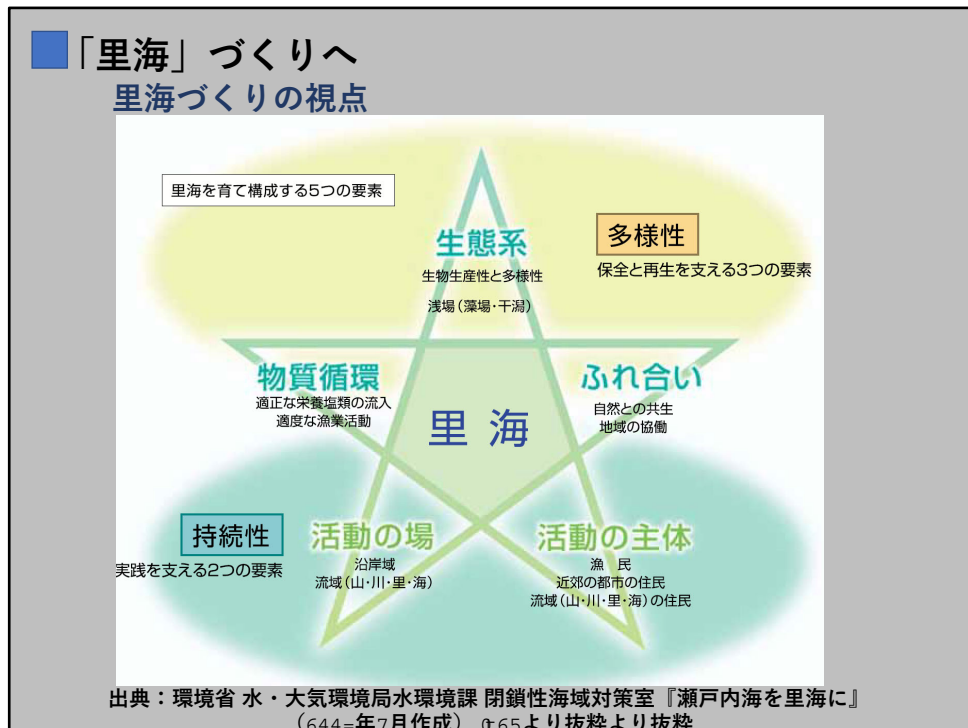 「里海」づくりへ
里海づくりの視点
里海を育て構成する5つの要素
生態系
生物生産性と多様性
浅場(藻場・干潟)
多様性
保全と再生を支える3つの要素
物質循環
適正な栄養塩類の流入
適度な漁業活動
ふれ合い
自然との共生
地域の協働
里 海
持続性
実践を支える2つの要素
活動の場
沿岸域
流域(山・川・里・海)
活動の主体
漁 民
近郊の都市の住民
流域(山・川・里・海)の住民
出典：環境省 水・大気環境局水環境課 閉鎖性海域対策室『瀬戸内海を里海に』
(644=年7月作成) 65より抜粋より抜粋